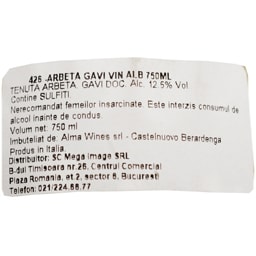 426 .ARBETA GAVI VIN ALB 750ML
TENUTA ARBETA. GAVI DOC. Alc. 12.5% Vol
Contine SULFITI.
Nerecomandat femeilor insarcinate. Este interzis consumul de
alcool inainte de condus.
Volum net: 750 ml
Imbuteliat de: Alma Wines srl - Castelnuovo Berardenga
Produs in Italia.
Distribuitor: SC Mega Image SRL
B-dul Timisoara nr.26, Centrul Comercial
Plaza Romania, et.2, sector 6, Bucuresti
Telefon: 021/224.66.77